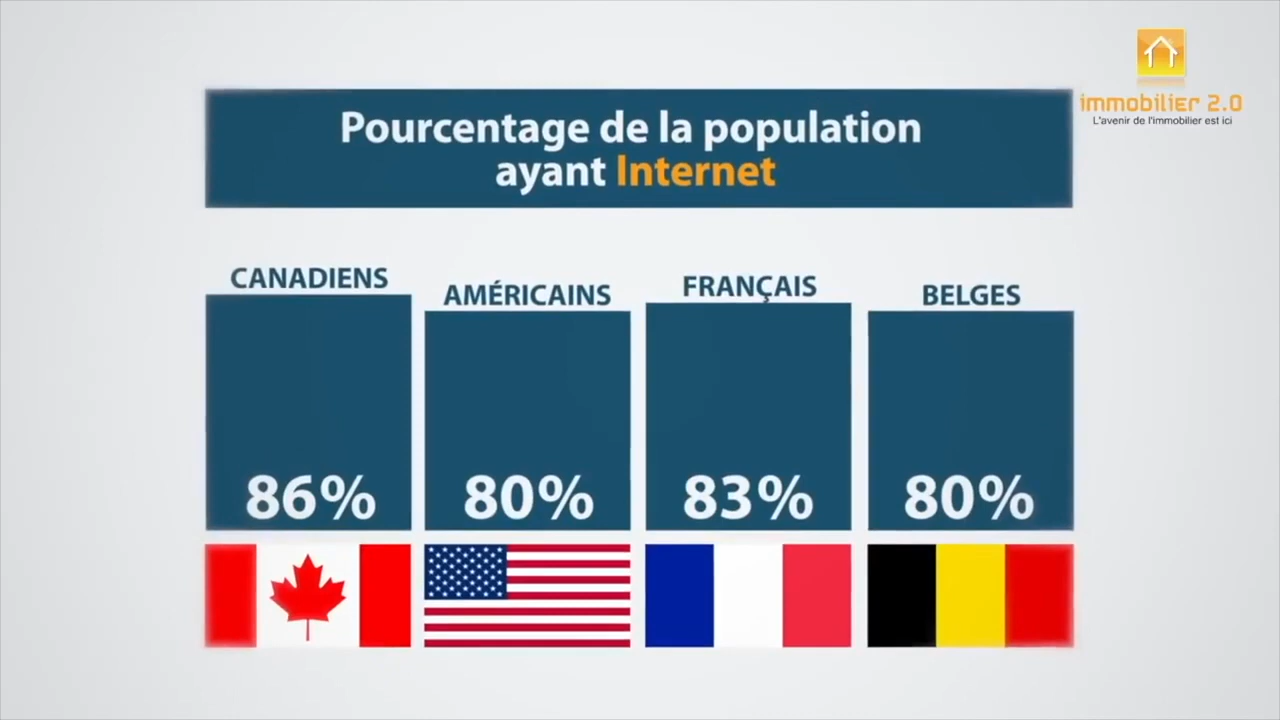 immobilier 2.0
L'avenir de l'immobilier est ici
Pourcentage de la population
ayant Internet
CANADIENS
AMÉRICAINS
FRANÇAIS
BELGES
86%
80%
83%
80%